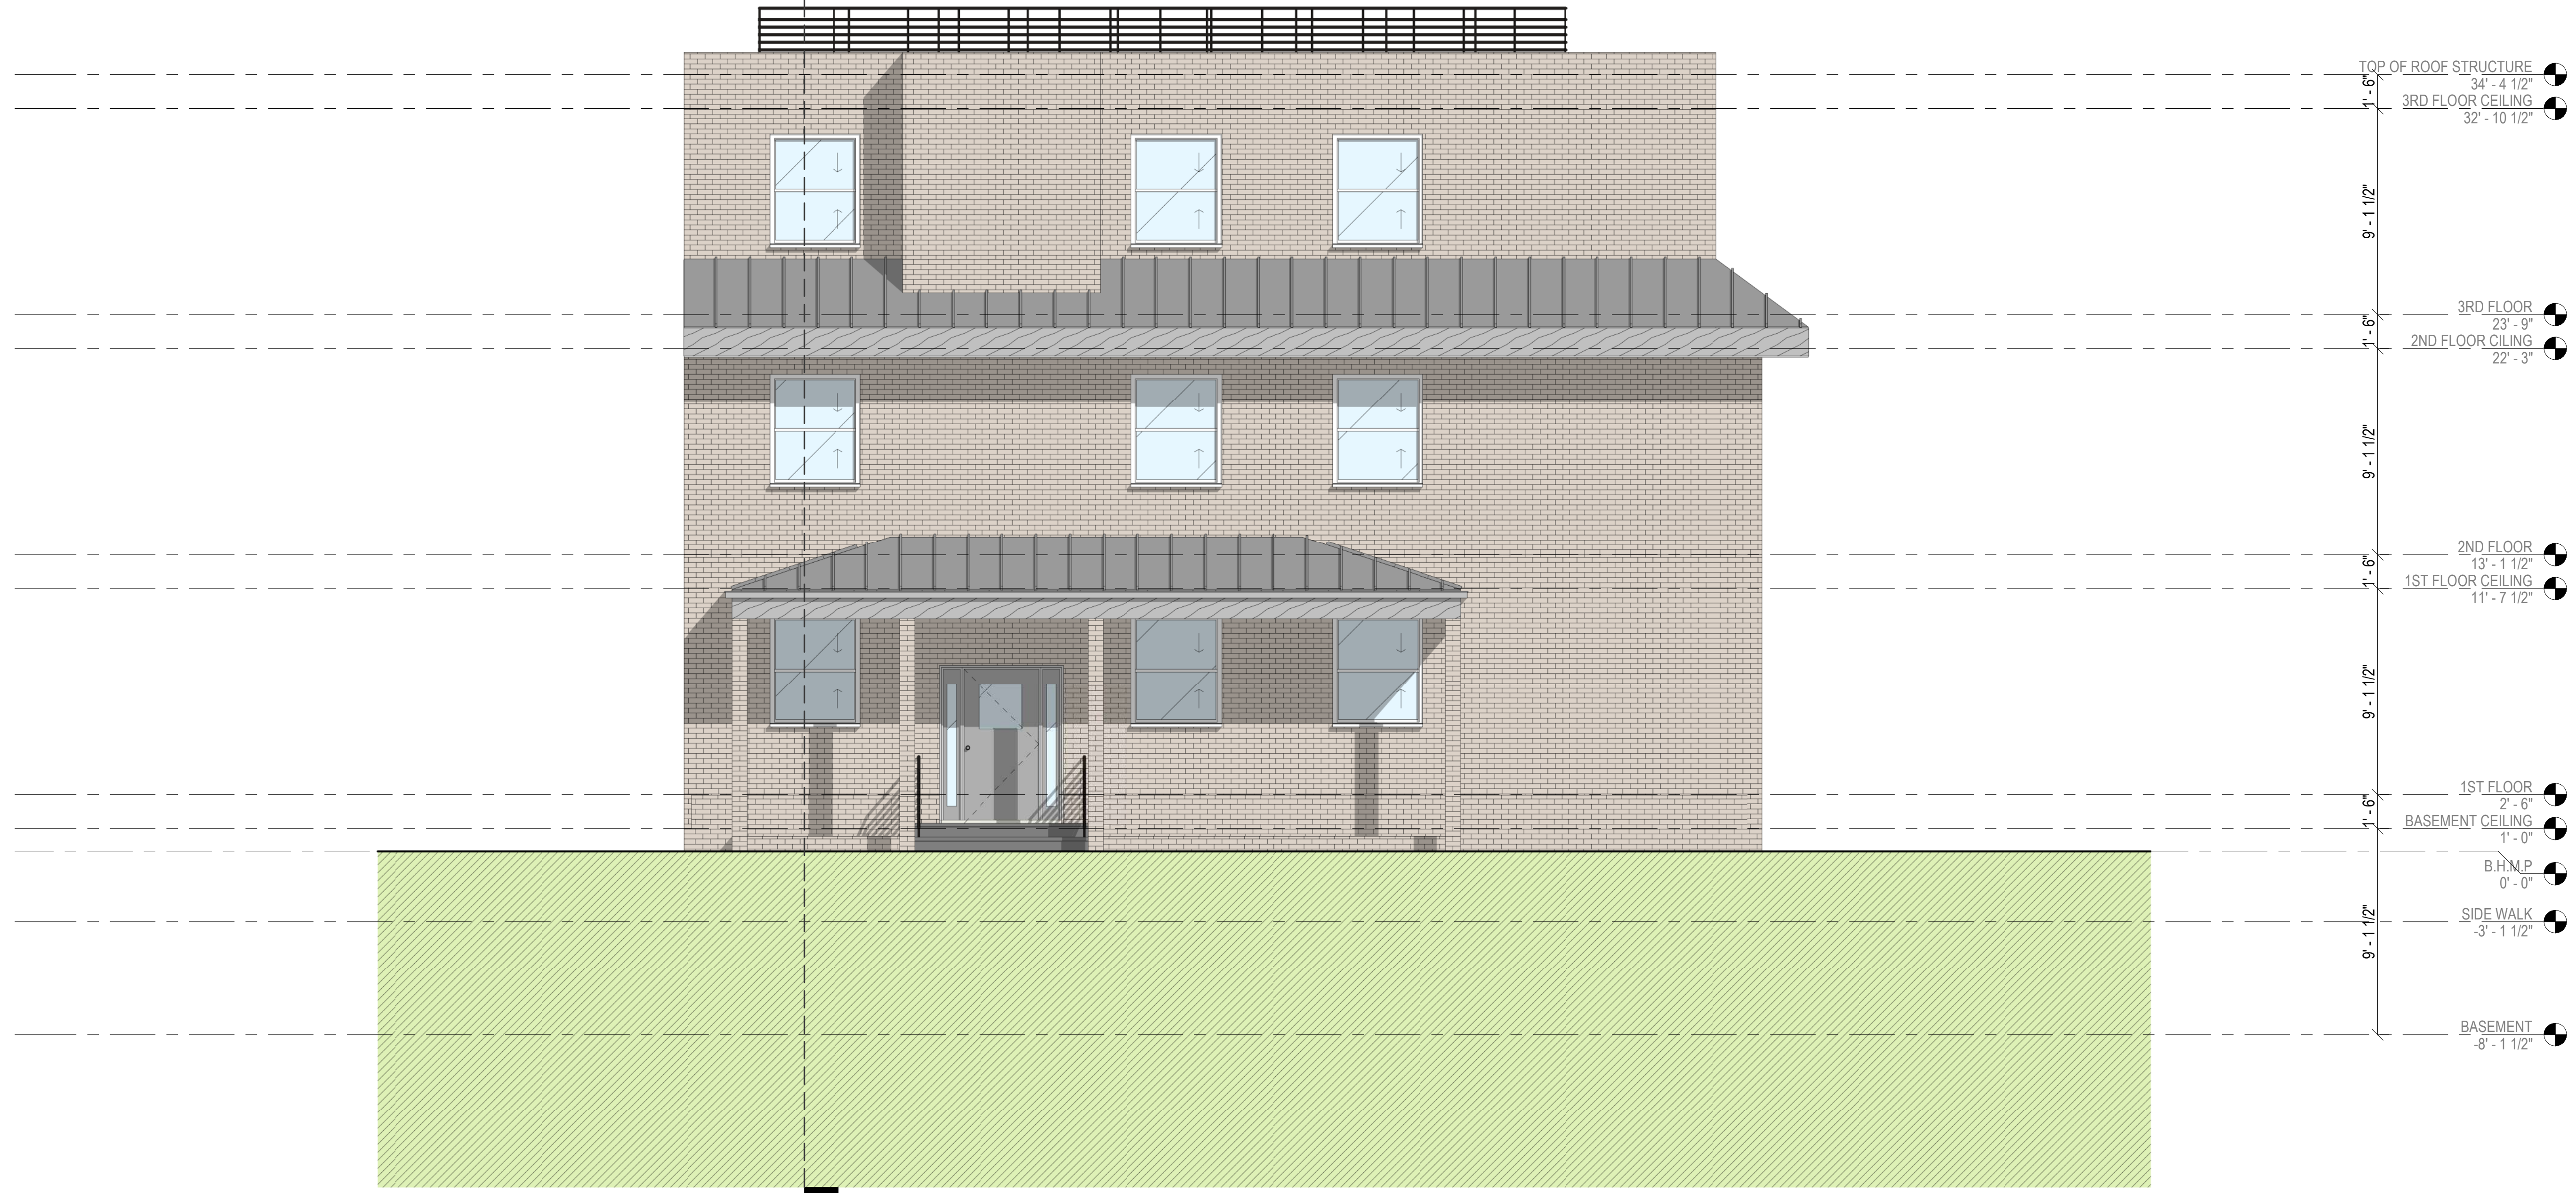 TOP OF ROOF STRUCTURE
34' - 4 1/2"
1' - 6"
3RD FLOOR CEILING
32' - 10 1/2"
9' - 1 1/2"
3RD FLOOR
23' - 9"
1' - 6"
2ND FLOOR CILING
22' - 3"
9' - 1 1/2"
2ND FLOOR
13' - 1 1/2"
1' - 6"
1ST FLOOR CEILING
11' - 7 1/2"
9' - 1 1/2"
1ST FLOOR
2' - 6"
1' - 6"
BASEMENT CEILING
1' - 0"
B.H.M.P
0' - 0"
SIDE WALK
-3' - 1 1/2"
9' - 1 1/2"
BASEMENT
-8' - 1 1/2"